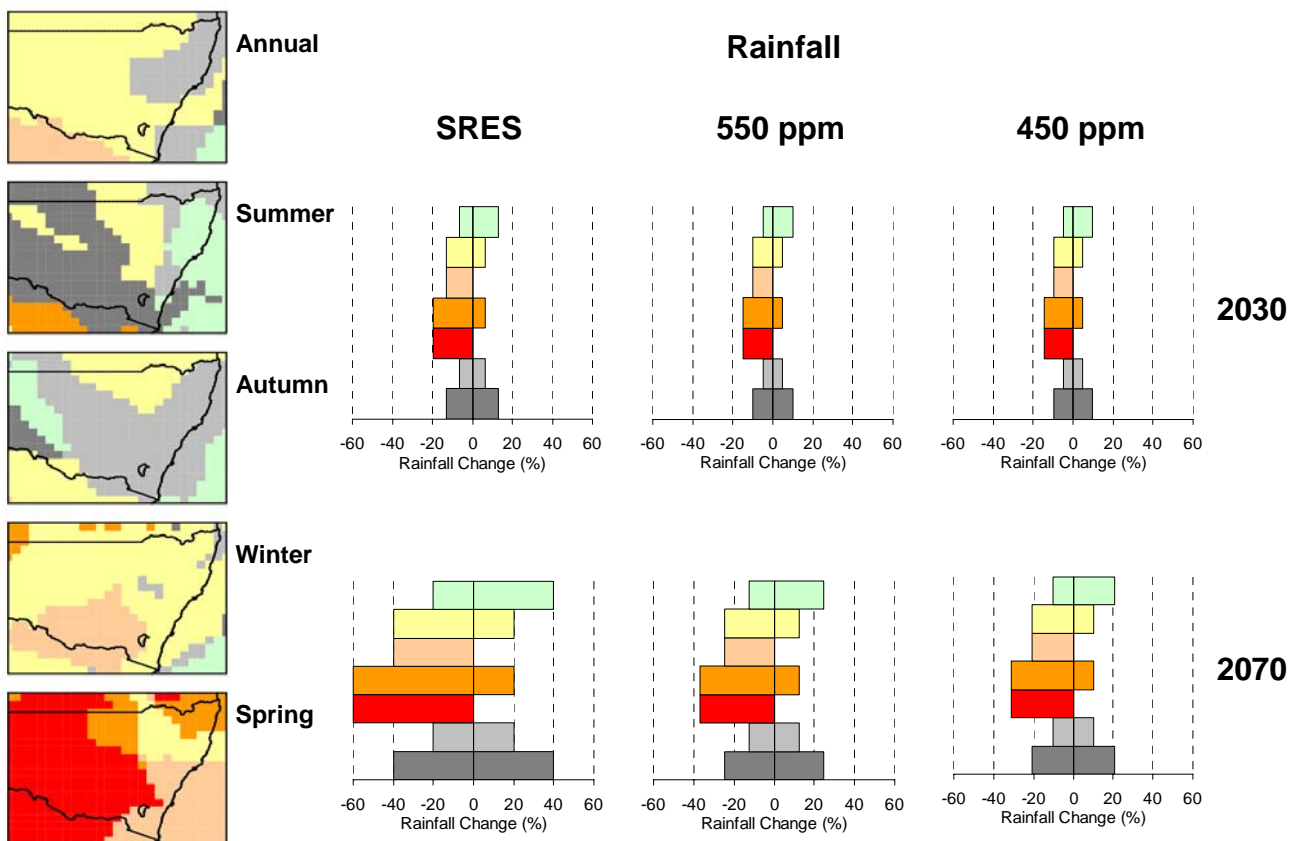 Annual
Rainfall
SRES 550 ppm 450 ppm
Summer
2030
Autumn
-60 -40 -20 0 20 40 60 -60 -40 -20 0 20 40 60 -60 -40 -20 0 20 40 60
Rainfall Change (%) Rainfall Change (%) Rainfall Change (%)
Winter
2070
Spring
-60 -40 -20 0 20 40 60 -60 -40 -20 0 20 40 60 -60 -40 -20 0 20 40 60
Rainfall Change (%) Rainfall Change (%) Rainfall Change (%)